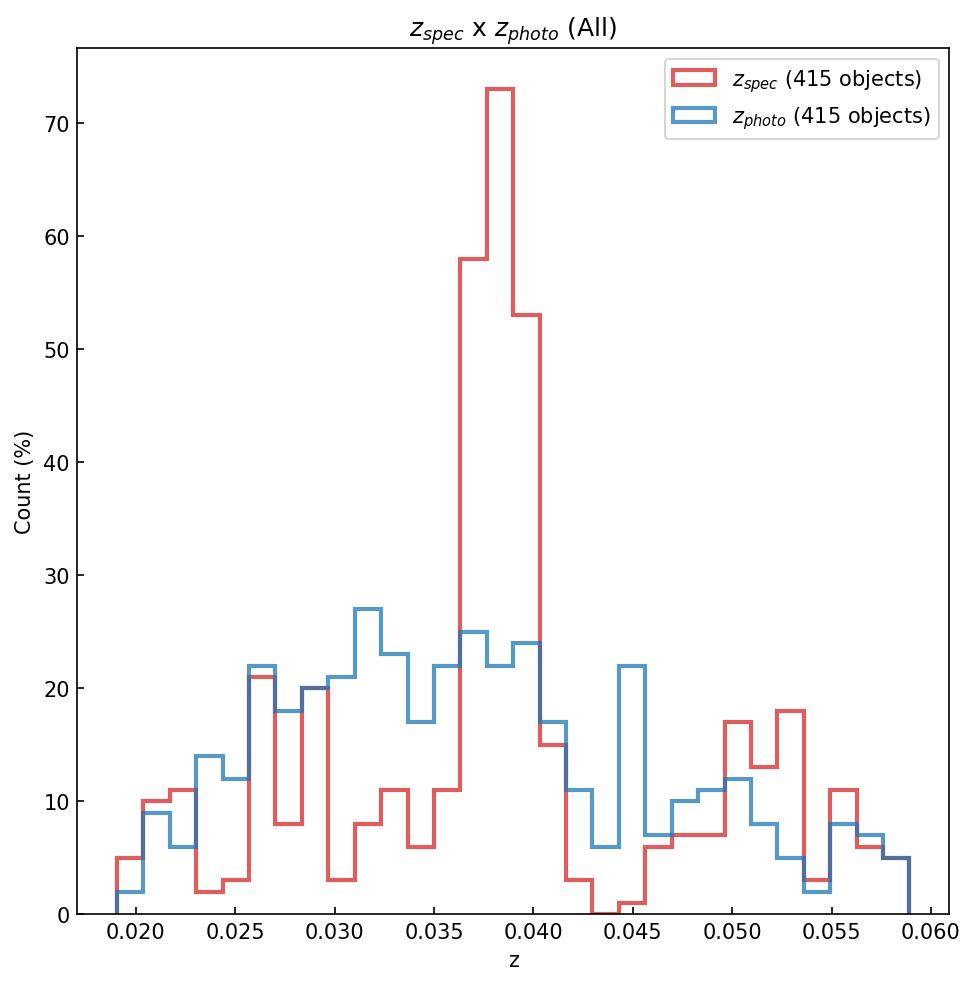 z_spec x z_photo (All)
z_spec (415 objects)
z_photo (415 objects)
Count (%)
70
60
50
40
30
20
10
0
0.020 0.025 0.030 0.035 0.040 0.045 0.050 0.055 0.060
z